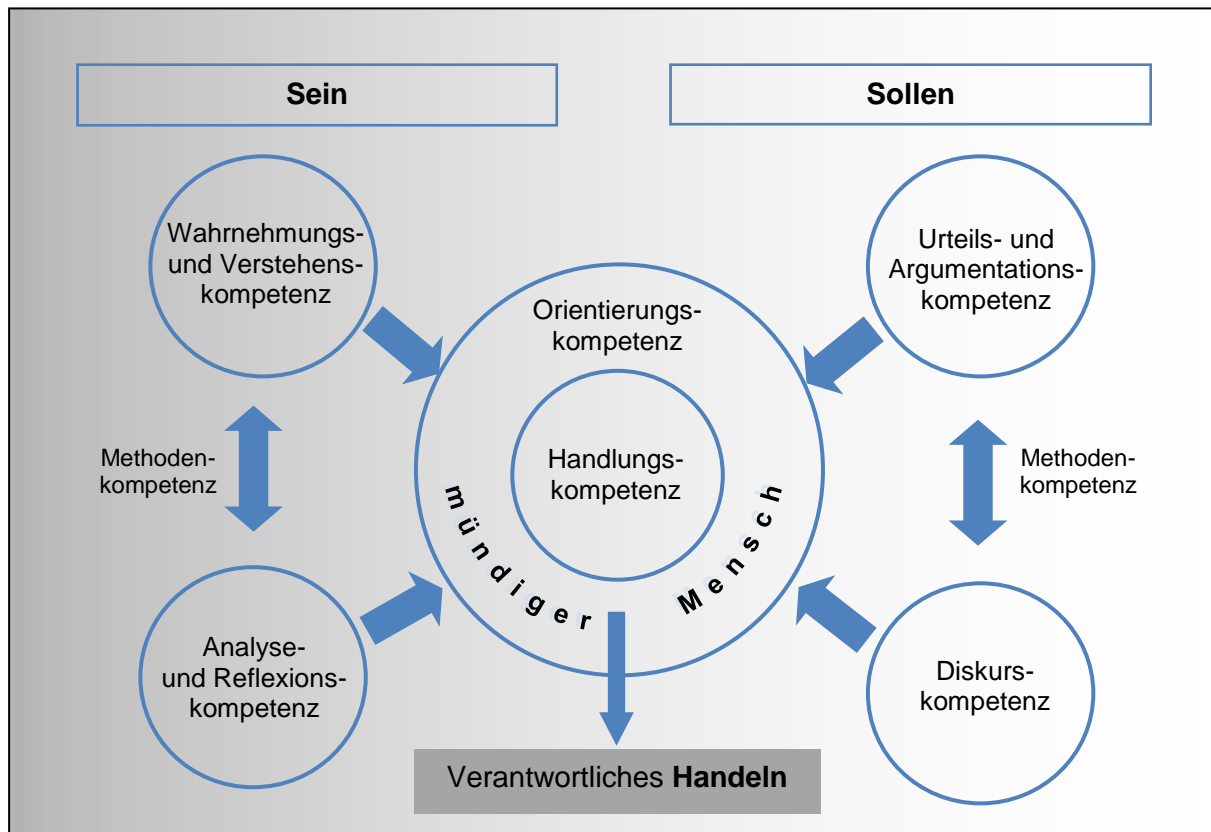 Sein
Sollen
Wahrnehmungs-
und Verstehens-
kompetenz
Urteils- und
Argumentations-
kompetenz
Orientierungs-
kompetenz
Handlungs-
kompetenz
mündiger Mensch
Methoden-
kompetenz
Methoden-
kompetenz
Analyse-
und Reflexions-
kompetenz
Diskurs-
kompetenz
Verantwortliches Handeln